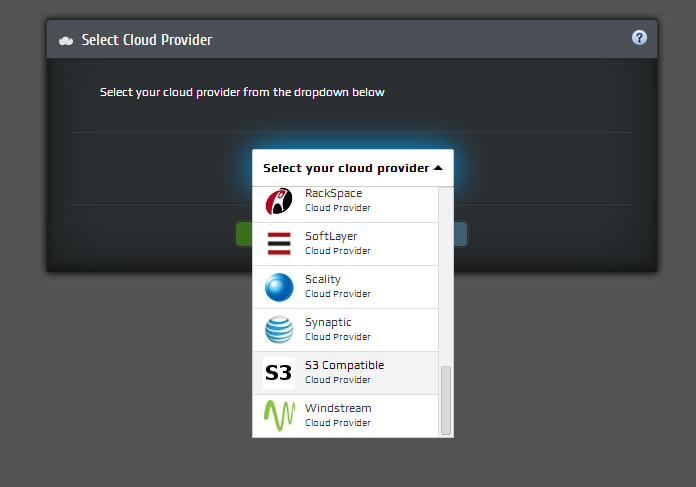 Select Cloud Provider
?
Select your cloud provider from the dropdown below
Select your cloud provider
RackSpace
Cloud Provider
SoftLayer
Cloud Provider
Scality
Cloud Provider
Synaptic
Cloud Provider
S3
S3 Compatible
Cloud Provider
Windstream
Cloud Provider